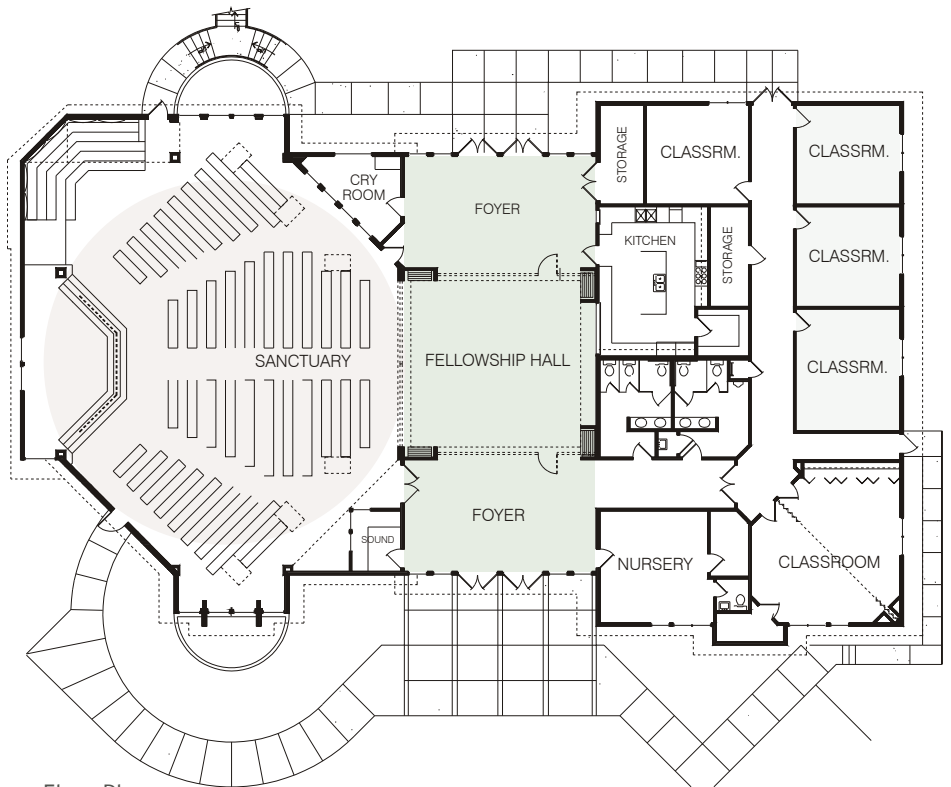 STORAGE
CLASSRM.
CLASSRM.
CRY
ROOM
FOYER
KITCHEN
STORAGE
CLASSRM.
SANCTUARY
FELLOWSHIP HALL
CLASSRM.
FOYER
SOUND
NURSERY
CLASSROOM